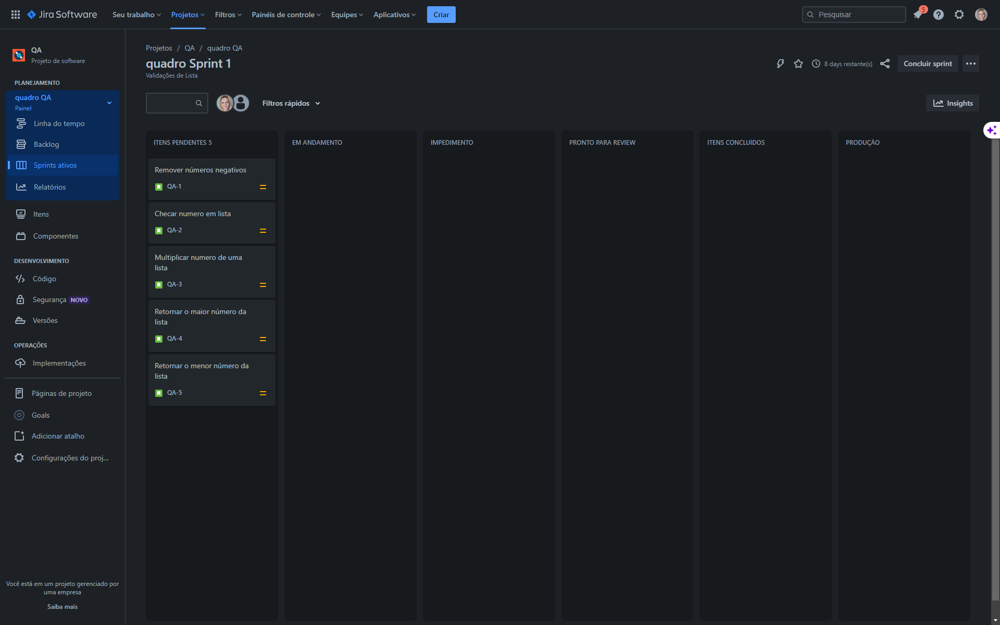 Jira Software
Seu trabalho
Projetos
Filtros
Painéis de controle
Equipes
Aplicativos
Criar
Pesquisar
5
QA
Projeto de software
PLANEJAMENTO
quadro QA
Painel
Linha do tempo
Backlog
Sprints ativos
Relatórios
Itens
Componentes
DESENVOLVIMENTO
Código
Segurança NOVO
Versões
OPERAÇÕES
Implementações
Páginas de projeto
Goals
Adicionar atalho
Configurações do proj...
Você está em um projeto gerenciado por
uma empresa
Saiba mais
Projetos / QA / quadro QA
quadro Sprint 1
Validações de Lista
8 days restante(s)
Concluir sprint
Filtros rápidos
Insights
ITENS PENDENTES 5
Remover números negativos
QA-1
Checar numero em lista
QA-2
Multiplicar numero de uma
lista
QA-3
Retornar o maior número da
lista
QA-4
Retornar o menor número da
lista
QA-5
EM ANDAMENTO
IMPEDIMENTO
PRONTO PARA REVIEW
ITENS CONCLUÍDOS
PRODUÇÃO